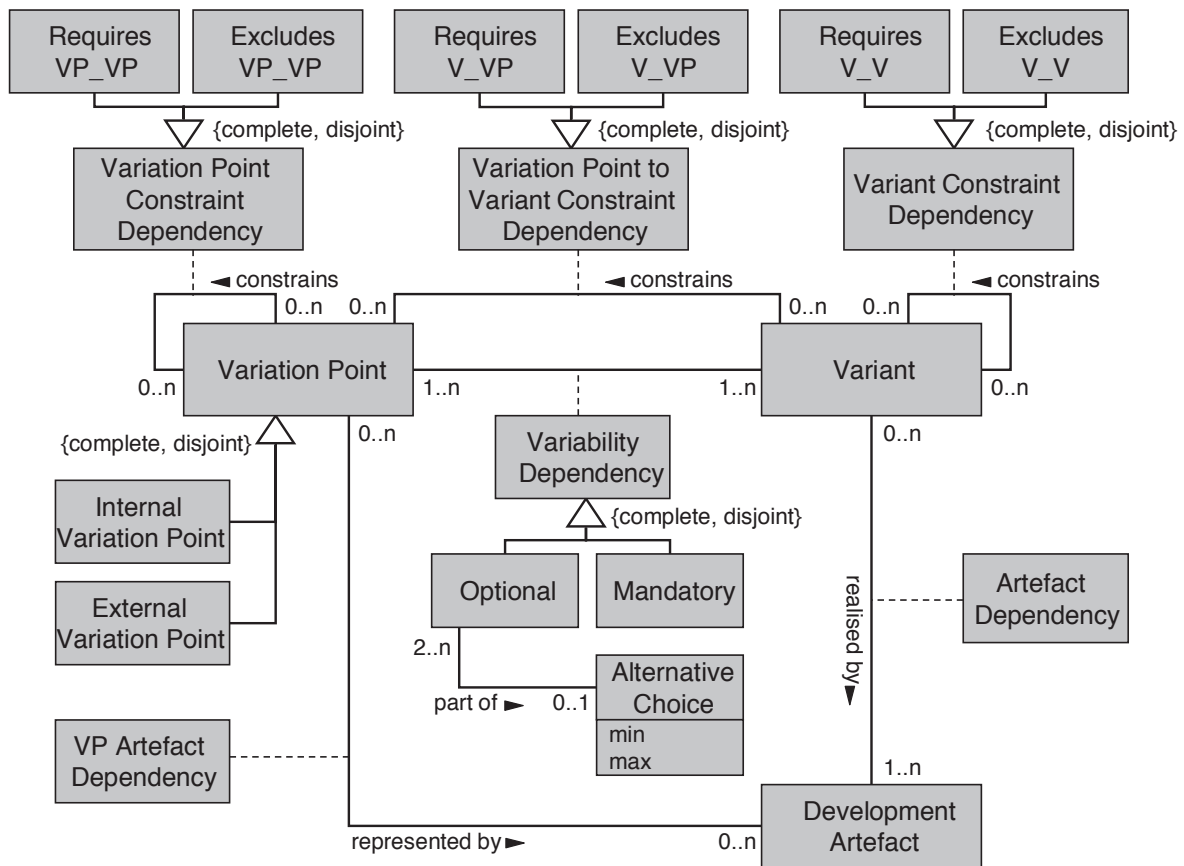 Requires
VP_VP
Excludes
VP_VP
Requires
V_VP
Excludes
V_VP
Requires
V_V
Excludes
V_V
{complete, disjoint}
{complete, disjoint}
{complete, disjoint}
Variation Point
Constraint
Dependency
Variation Point to
Variant Constraint
Dependency
Variant Constraint
Dependency
◄ constrains
◄ constrains
◄ constrains
0..n
0..n
0..n
0..n
Variation Point
Variant
0..n
1..n
1..n
0..n
{complete, disjoint}
0..n
Variability
Dependency
0..n
Internal
Variation Point
{complete, disjoint}
External
Variation Point
Optional
Mandatory
realised by ►
Artefact
Dependency
2..n
part of ►
0..1
Alternative
Choice
min
max
VP Artefact
Dependency
1..n
represented by ►
0..n
Development
Artefact